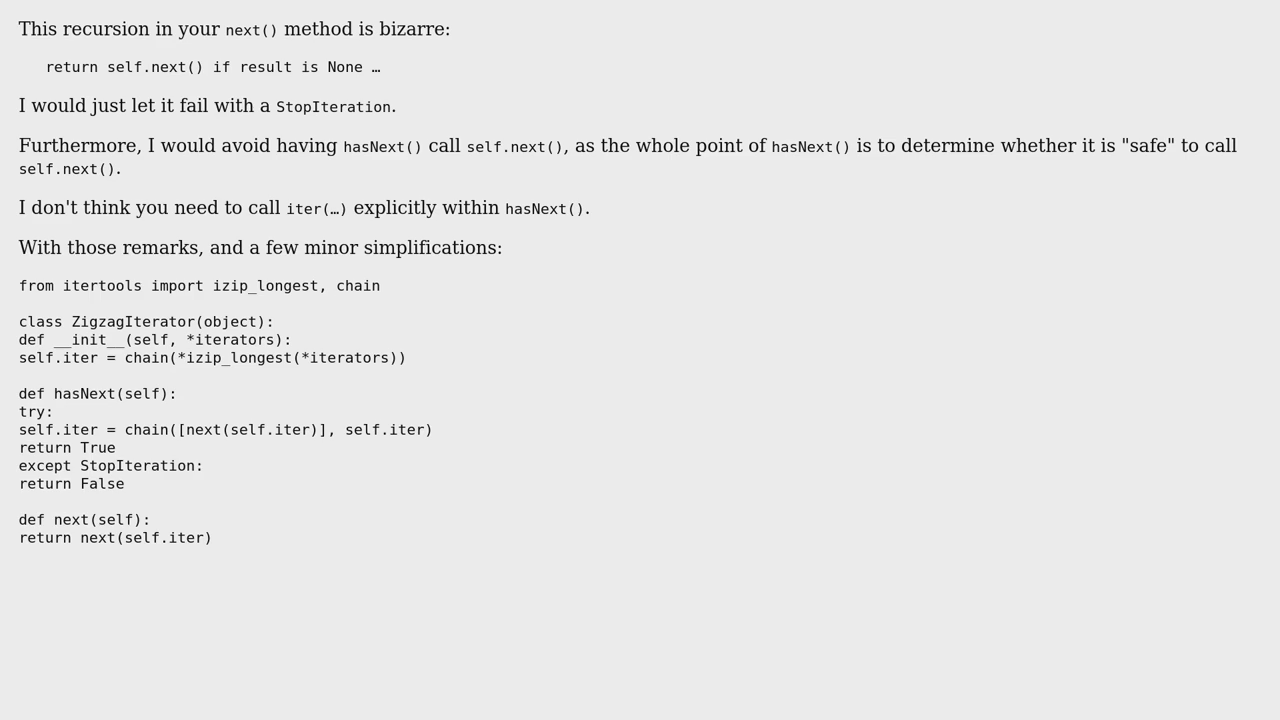 This recursion in your next() method is bizarre:
return self.next() if result is None …
I would just let it fail with a StopIteration.
Furthermore, I would avoid having hasNext() call self.next(), as the whole point of hasNext() is to determine whether it is "safe" to call
self.next().
I don't think you need to call iter(…) explicitly within hasNext().
With those remarks, and a few minor simplifications:
from itertools import izip_longest, chain
class ZigzagIterator(object):
def __init__(self, *iterators):
self.iter = chain(*izip_longest(*iterators))
def hasNext(self):
try:
self.iter = chain([next(self.iter)], self.iter)
return True
except StopIteration:
return False
def next(self):
return next(self.iter)